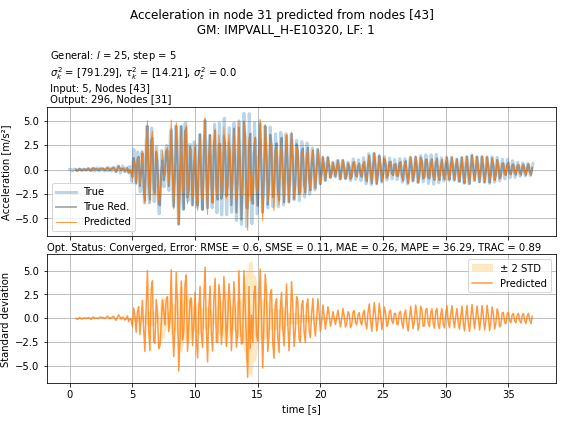 Acceleration in node 31 predicted from nodes [43]
GM: IMPVALL_H-E10320, LF: 1
General: l = 25, step = 5
σ²ₖ = [791.29], τ²ₖ = [14.21], σ²ε = 0.0
Input: 5, Nodes [43]
Output: 296, Nodes [31]
Acceleration [m/s²]
5.0
2.5
0.0
−2.5
−5.0
True
True Red.
Predicted
Opt. Status: Converged, Error: RMSE = 0.6, SMSE = 0.11, MAE = 0.26, MAPE = 36.29, TRAC = 0.89
Standard deviation
5.0
2.5
0.0
−2.5
−5.0
± 2 STD
Predicted
0 5 10 15 20 25 30 35
time [s]